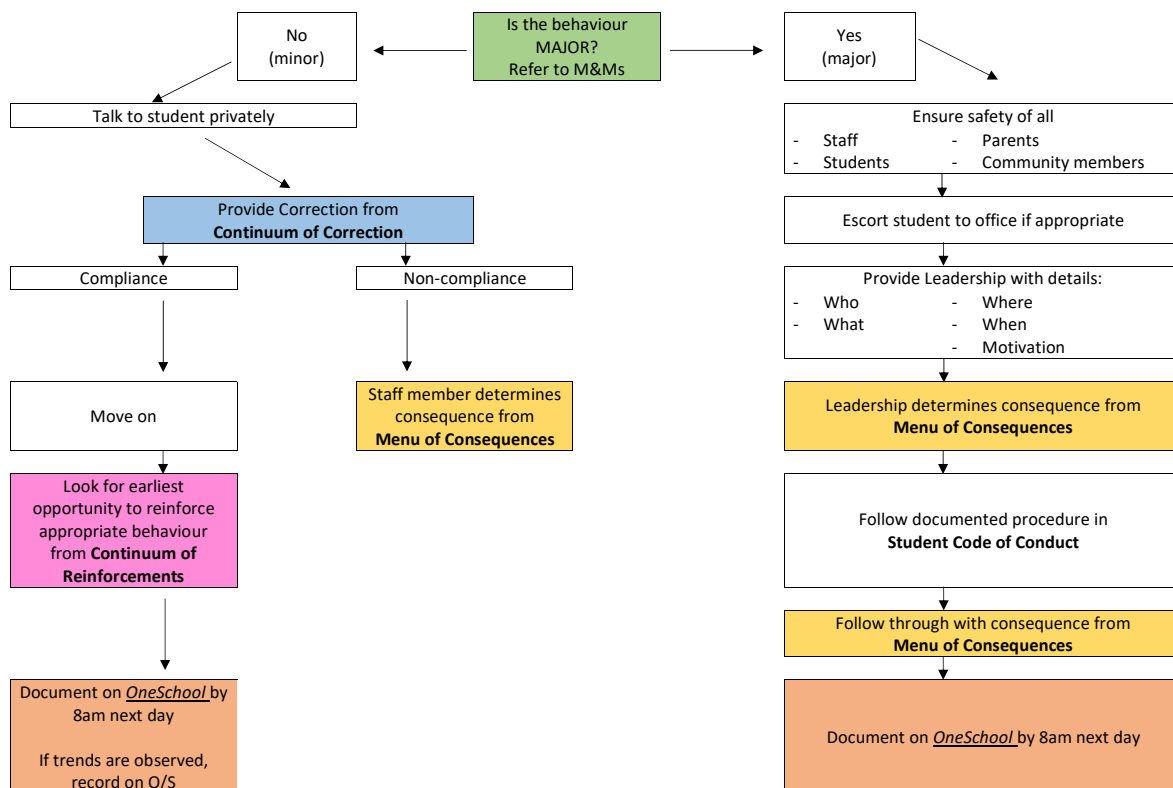 No
(minor)
Is the behaviour
MAJOR?
Refer to M&Ms
Yes
(major)
Talk to student privately
Provide Correction from
Continuum of Correction
Compliance
Non-compliance
Move on
Staff member determines
consequence from
Menu of Consequences
Look for earliest
opportunity to reinforce
appropriate behaviour
from Continuum of
Reinforcements
Document on OneSchool by
8am next day
If trends are observed,
record on O/S
Ensure safety of all
- Staff - Parents
- Students - Community members
Escort student to office if appropriate
Provide Leadership with details:
- Who - Where
- What - When
- Motivation
Leadership determines consequence from
Menu of Consequences
Follow documented procedure in
Student Code of Conduct
Follow through with consequence from
Menu of Consequences
Document on OneSchool by 8am next day